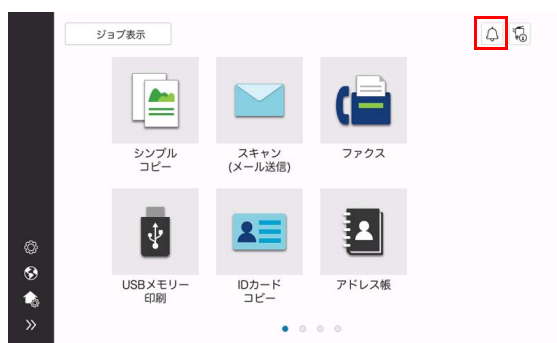 ジョブ表示
シンプル
コピー
スキャン
(メール送信)
ファクス
USBメモリー
印刷
IDカード
コピー
アドレス帳